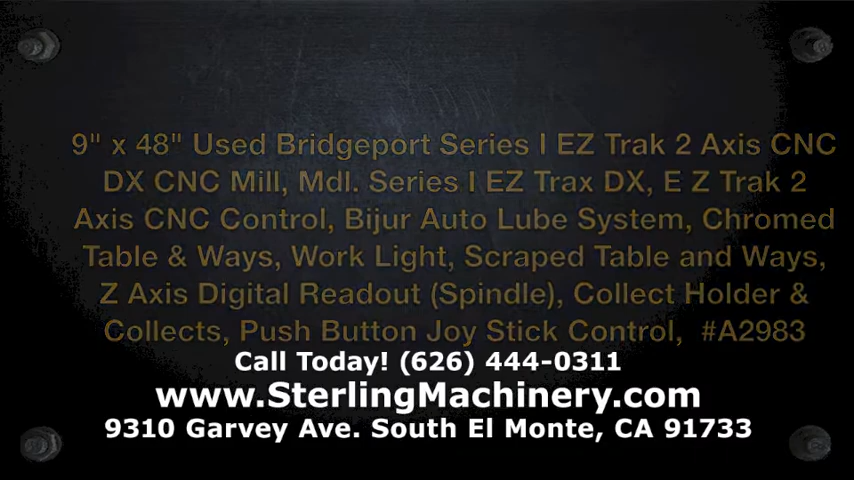 9" x 48" Used Bridgeport Series I EZ Trak 2 Axis CNC
DX CNC Mill, Mdl. Series I EZ Trax DX, E Z Trak 2
Axis CNC Control, Bijur Auto Lube System, Chromed
Table & Ways, Work Light, Scraped Table and Ways,
Z Axis Digital Readout (Spindle), Collect Holder &
Collects, Push Button Joy Stick Control,  #A2983
Call Today! (626) 444-0311
www.SterlingMachinery.com
9310 Garvey Ave. South El Monte, CA 91733